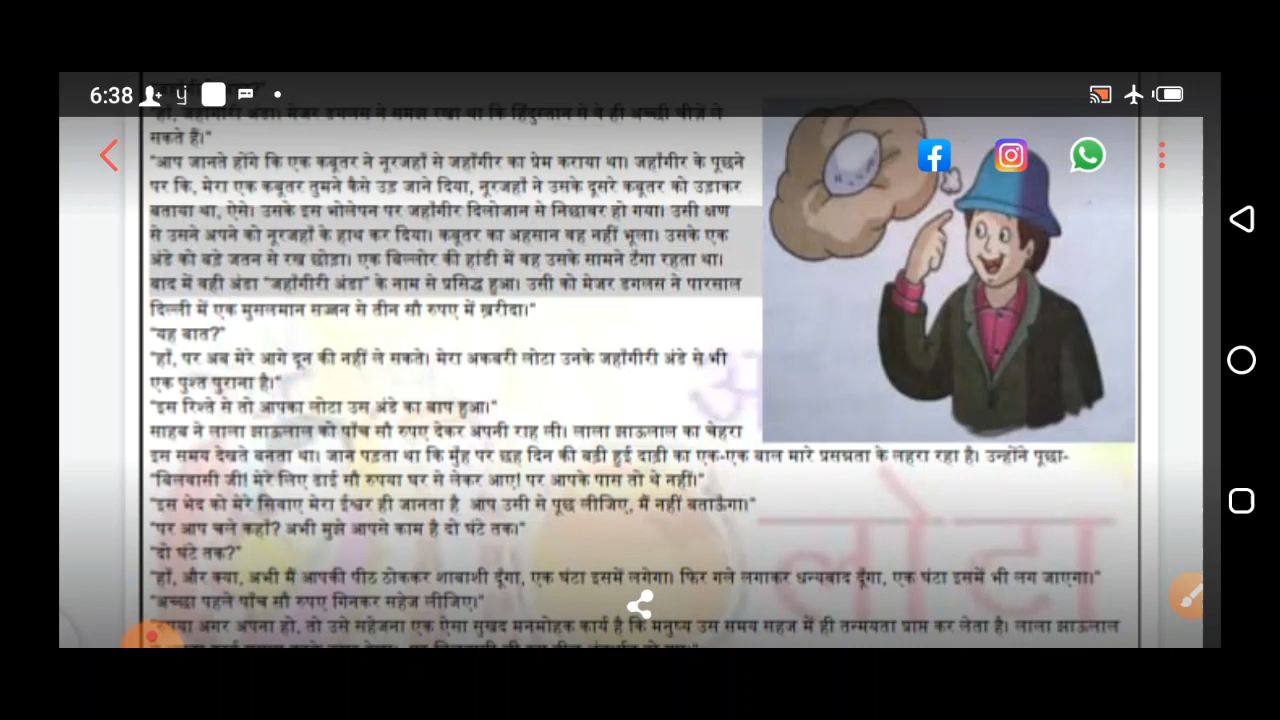 6:38
"हाँ, जहाँगीरी अंडा। मेजर डगलस ने समझ रखा था कि हिंदुस्तान से वे ही अच्छी चीज़ें ले
सकते हैं।"
"आप जानते होंगे कि एक कबूतर ने नूरजहाँ से जहाँगीर का प्रेम कराया था। जहाँगीर के पूछने
पर कि, मेरा एक कबूतर तुमने कैसे उड़ जाने दिया, नूरजहाँ ने उसके दूसरे कबूतर को उड़ाकर
बताया था, ऐसे। उसके इस भोलेपन पर जहाँगीर दिलोजान से निछावर हो गया। उसी क्षण
से उसने अपने को नूरजहाँ के हाथ कर दिया। कबूतर का अहसान वह नहीं भूला। उसके एक
अंडे को बड़े जतन से रख छोड़ा। एक बिल्लोर की हांडी में वह उसके सामने टँगा रहता था।
बाद में वही अंडा "जहाँगीरी अंडा" के नाम से प्रसिद्ध हुआ। उसी को मेजर डगलस ने पारसाल
दिल्ली में एक मुसलमान सज्जन से तीन सौ रुपए में ख़रीदा।"
"यह बात?"
"हाँ, पर अब मेरे आगे दून की नहीं ले सकते। मेरा अकबरी लोटा उनके जहाँगीरी अंडे से भी
एक पुश्त पुराना है।"
"इस रिश्ते से तो आपका लोटा उस अंडे का बाप हुआ।"
साहब ने लाला झाऊलाल को पाँच सौ रुपए देकर अपनी राह ली। लाला झाऊलाल का चेहरा
इस समय देखते बनता था। जान पड़ता था कि मुँह पर छह दिन की बढ़ी हुई दाढ़ी का एक-एक बाल मारे प्रसन्नता के लहरा रहा है। उन्होंने पूछा-
"बिलवासी जी! मेरे लिए ढाई सौ रुपया घर से लेकर आए! पर आपके पास तो थे नहीं।"
"इस भेद को मेरे सिवाए मेरा ईश्वर ही जानता है आप उसी से पूछ लीजिए, मैं नहीं बताऊँगा।"
"पर आप चले कहाँ? अभी मुझे आपसे काम है दो घंटे तक।"
"दो घंटे तक?"
"हाँ, और क्या, अभी मैं आपकी पीठ ठोककर शाबाशी दूँगा, एक घंटा इसमें लगेगा। फिर गले लगाकर धन्यवाद दूँगा, एक घंटा इसमें भी लग जाएगा।"
"अच्छा पहले पाँच सौ रुपए गिनकर सहेज लीजिए।"
अगर अपना हो, तो उसे सहेजना एक ऐसा सुखद मनमोहक कार्य है कि मनुष्य उस समय सहज में ही तन्मयता प्राप्त कर लेता है। लाला झाऊलाल
लोटा